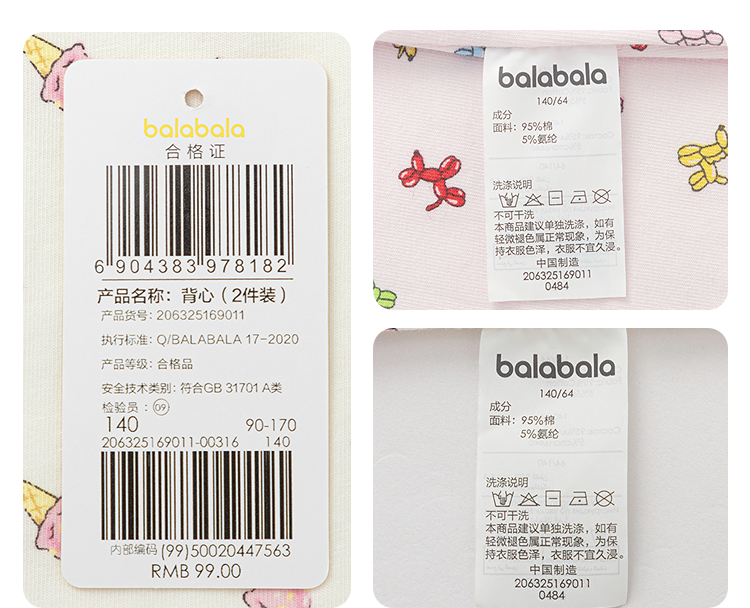 balabala
合格证
6 904383 978182
产品名称：背心（2件装）
产品货号：206325169011
执行标准：Q/BALABALA 17-2020
产品等级：合格品
安全技术类别：符合GB 31701 A类
检验员：09
140 90-170
206325169011-00316 140
内部编码 (99)50020447563
RMB 99.00
balabala
140/64
成分
面料：95%棉
5%氨纶
洗涤说明
不可干洗
本商品建议单独洗涤，如有
轻微褪色属正常现象，为保
持衣服色泽，衣服不宜久浸。
中国制造
206325169011
0484
balabala
140/64
成分
面料：95%棉
5%氨纶
洗涤说明
不可干洗
本商品建议单独洗涤，如有
轻微褪色属正常现象，为保
持衣服色泽，衣服不宜久浸。
中国制造
206325169011
0484